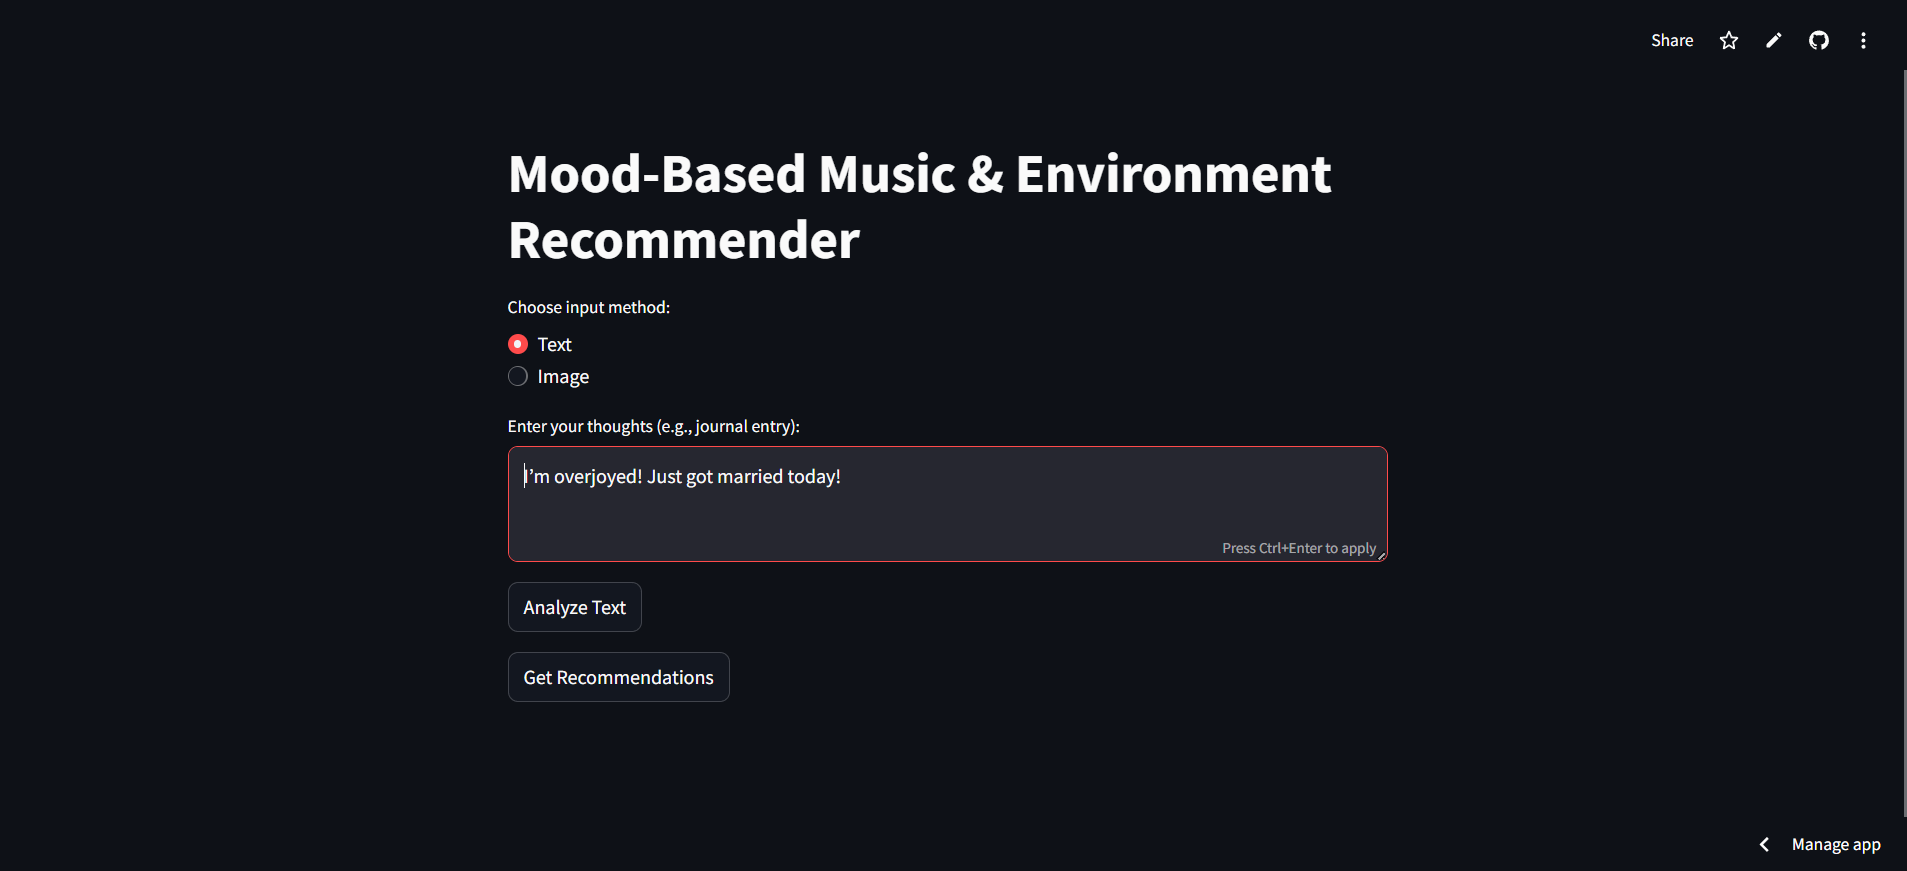 Share
Mood-Based Music & Environment
Recommender
Choose input method:
Text
Image
Enter your thoughts (e.g., journal entry):
I’m overjoyed! Just got married today!
Press Ctrl+Enter to apply
Analyze Text
Get Recommendations
Manage app